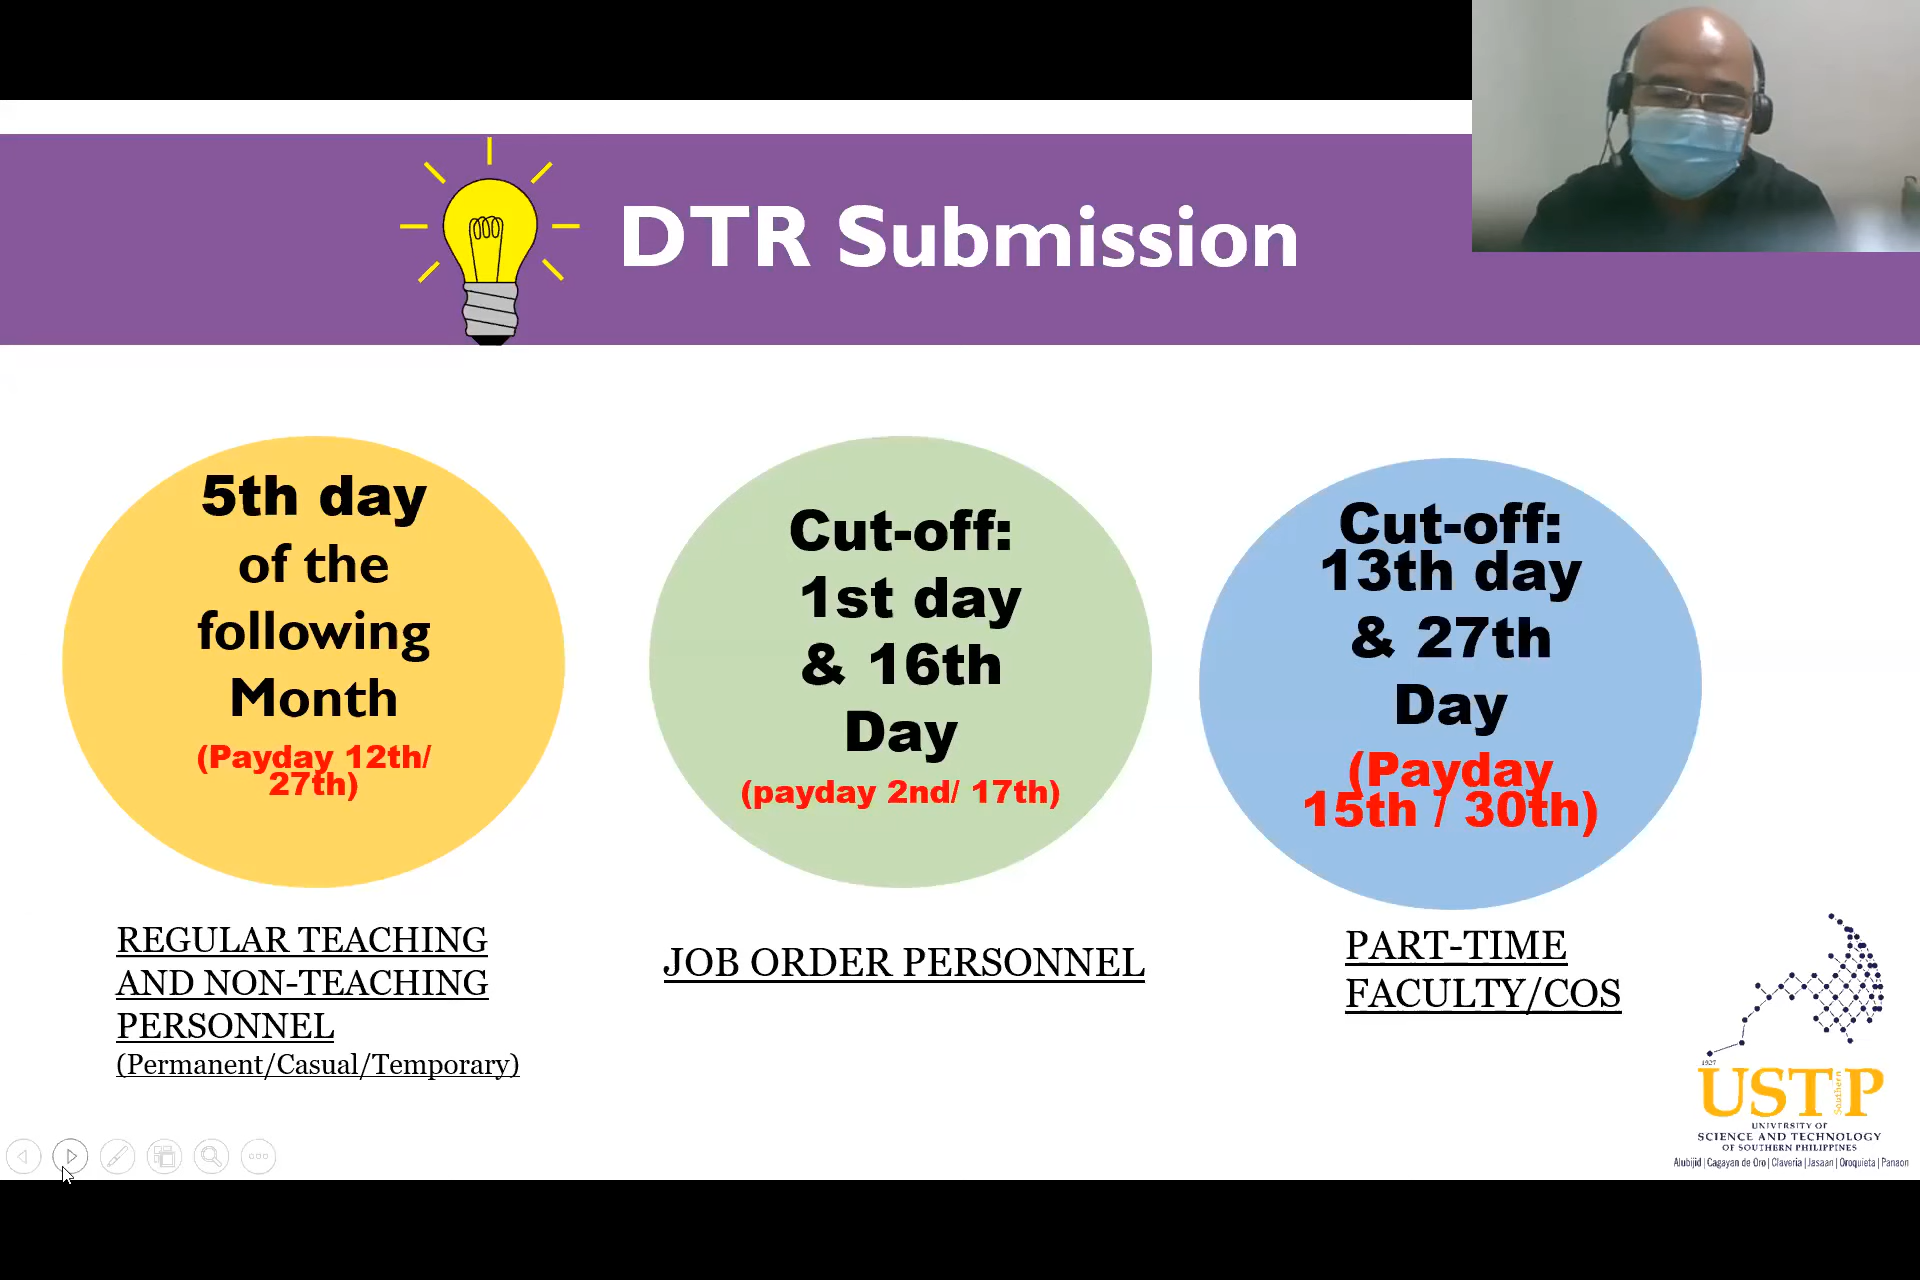 DTR Submission
5th day
of the
following
Month
(Payday 12th/
27th)
REGULAR TEACHING
AND NON-TEACHING
PERSONNEL
(Permanent/Casual/Temporary)
Cut-off:
1st day
& 16th
Day
(payday 2nd/ 17th)
JOB ORDER PERSONNEL
Cut-off:
13th day
& 27th
Day
(Payday
15th / 30th)
PART-TIME
FACULTY/COS
1927
USTP
Southern
UNIVERSITY OF
SCIENCE AND TECHNOLOGY
OF SOUTHERN PHILIPPINES
Alubijid | Cagayan de Oro | Claveria | Jasaan | Oroquieta | Panaon